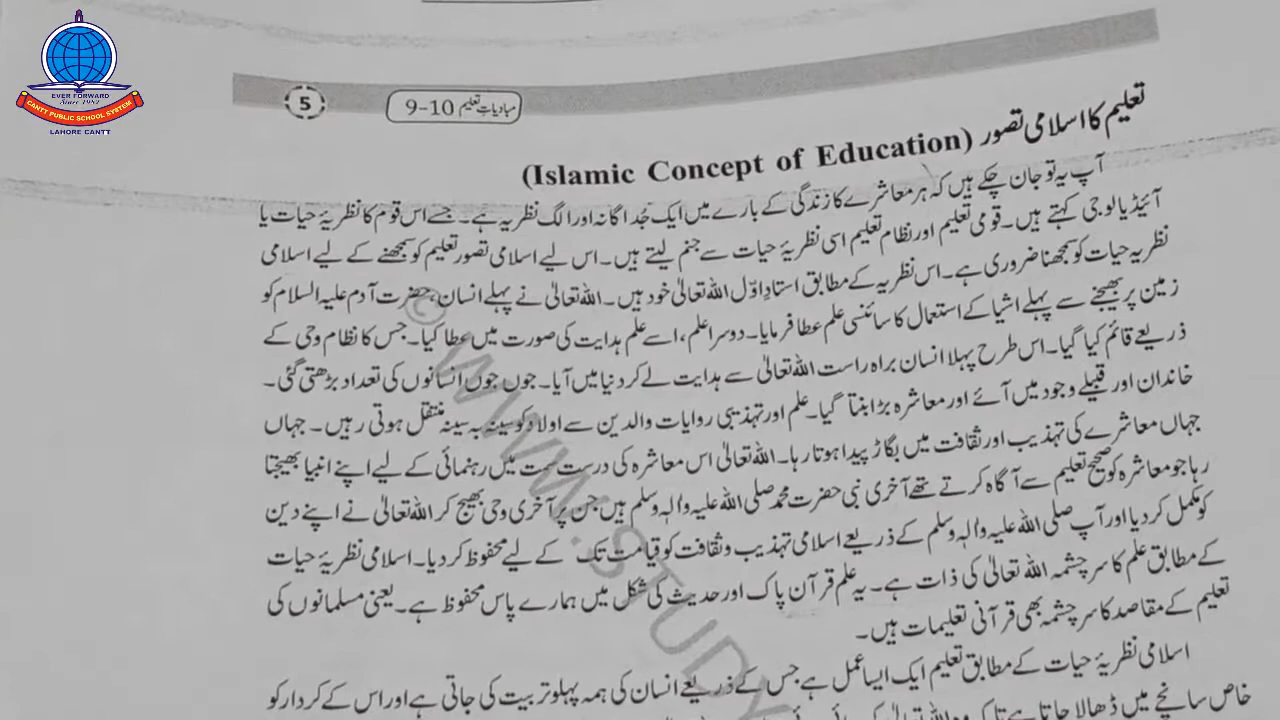 EVER FORWARD
Since 1982
CANTT PUBLIC SCHOOL SYSTEM
LAHORE CANTT
5
مبادیاتِ تعلیم 10-9
تعلیم کا اسلامی تصور (Islamic Concept of Education)
آپ یہ تو جان چکے ہیں کہ ہر معاشرے کا زندگی کے بارے میں ایک جُداگانہ اور الگ نظریہ ہے۔ جسے اس قوم کا نظریۂ حیات یا
آئیڈیالوجی کہتے ہیں۔ قومی تعلیم اور نظام تعلیم اسی نظریۂ حیات سے جنم لیتے ہیں۔ اس لیے اسلامی تصور تعلیم کو سمجھنے کے لیے اسلامی
نظریہ حیات کو سمجھنا ضروری ہے۔ اس نظریہ کے مطابق استادِ اوّل اللہ تعالیٰ خود ہیں۔ اللہ تعالیٰ نے پہلے انسان حضرت آدم علیہ السلام کو
زمین پر بھیجنے سے پہلے اشیا کے استعمال کا سائنسی علم عطا فرمایا۔ دوسرا علم، اسے علم ہدایت کی صورت میں عطا کیا۔ جس کا نظام وحی کے
ذریعے قائم کیا گیا۔ اس طرح پہلا انسان براہ راست اللہ تعالیٰ سے ہدایت لے کر دنیا میں آیا۔ جوں جوں انسانوں کی تعداد بڑھتی گئی۔
خاندان اور قبیلے وجود میں آئے اور معاشرہ بڑا بنتا گیا۔ علم اور تہذیبی روایات والدین سے اولاد کو سینہ بہ سینہ منتقل ہوتی رہیں۔ جہاں
جہاں معاشرے کی تہذیب اور ثقافت میں بگاڑ پیدا ہوتا رہا۔ اللہ تعالیٰ اس معاشرہ کی درست سمت میں رہنمائی کے لیے اپنے انبیا بھیجتا
رہا جو معاشرہ کو صحیح تعلیم سے آگاہ کرتے تھے آخری نبی حضرت محمد صلی اللہ علیہ وآلہٖ وسلم ہیں جن پر آخری وحی بھیج کر اللہ تعالیٰ نے اپنے دین
کو مکمل کر دیا اور آپ صلی اللہ علیہ وآلہٖ وسلم کے ذریعے اسلامی تہذیب و ثقافت کو قیامت تک کے لیے محفوظ کر دیا۔ اسلامی نظریۂ حیات
کے مطابق علم کا سرچشمہ اللہ تعالیٰ کی ذات ہے۔ یہ علم قرآن پاک اور حدیث کی شکل میں ہمارے پاس محفوظ ہے۔ یعنی مسلمانوں کی
تعلیم کے مقاصد کا سرچشمہ بھی قرآنی تعلیمات ہیں۔
اسلامی نظریۂ حیات کے مطابق تعلیم ایک ایسا عمل ہے جس کے ذریعے انسان کی ہمہ پہلو تربیت کی جاتی ہے اور اس کے کردار کو
خاص سانچے میں ڈھالا جاتا ہے تاکہ وہ اللہ تعالیٰ
© WWW.STUDY